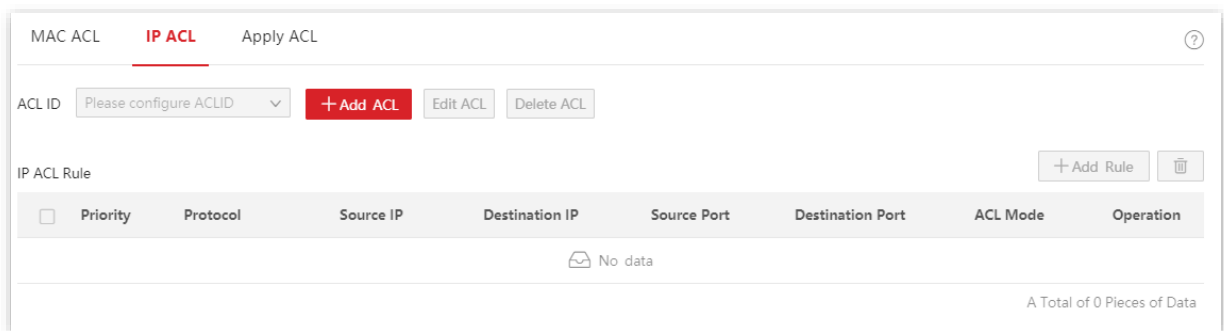 MAC ACL IP ACL Apply ACL ?
ACL ID Please configure ACLID +Add ACL Edit ACL Delete ACL
+Add Rule
IP ACL Rule
Priority Protocol Source IP Destination IP Source Port Destination Port ACL Mode Operation
No data
A Total of 0 Pieces of Data